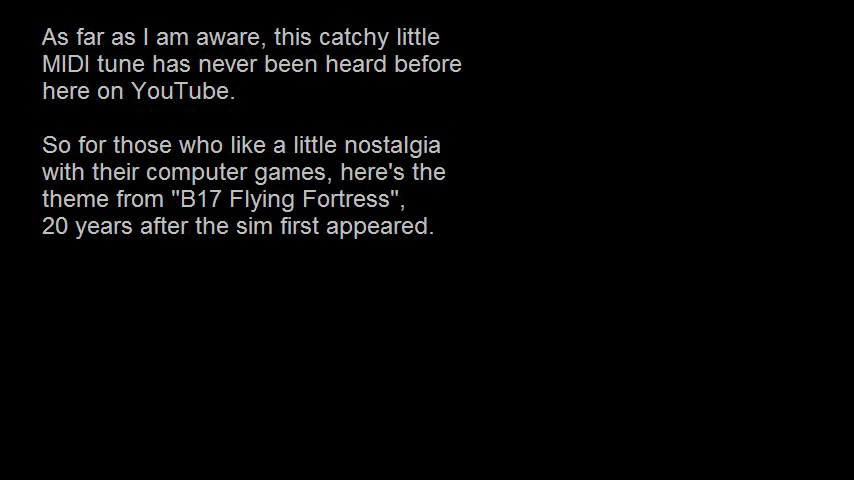 As far as I am aware, this catchy little
MIDI tune has never been heard before
here on YouTube.
So for those who like a little nostalgia
with their computer games, here's the
theme from "B17 Flying Fortress",
20 years after the sim first appeared.